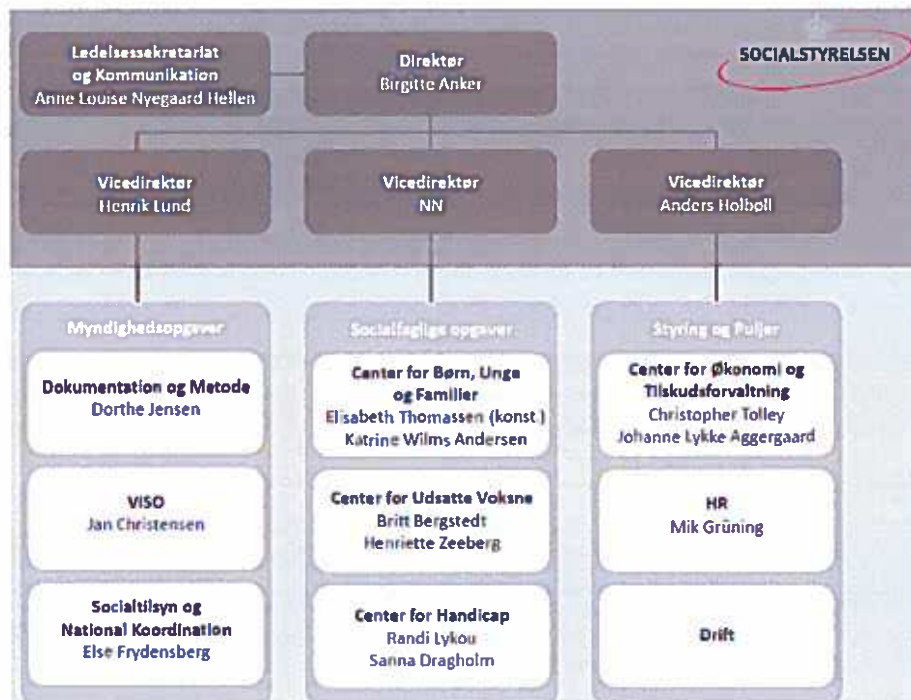 Ledelsessekretariat
og Kommunikation
Anne Louise Nyegaard Hellen
Direktør
Birgitte Anker
SOCIALSTYRELSEN
Vicedirektør
Henrik Lund
Vicedirektør
NN
Vicedirektør
Anders Holbøll
Myndighedsopgaver
Dokumentation og Metode
Dorthe Jensen
VISO
Jan Christensen
Socialtilsyn og
National Koordination
Else Frydensberg
Socialfaglige opgaver
Center for Børn, Unge
og Familier
Elisabeth Thomassen (konst.)
Katrine Wilms Andersen
Center for Udsatte Voksne
Britt Bergstedt
Henriette Zeeberg
Center for Handicap
Randi Lykou
Sanna Dragholm
Styring og Puljer
Center for Økonomi og
Tilskudsforvaltning
Christopher Tolley
Johanne Lykke Aggergaard
HR
Mik Grüning
Drift